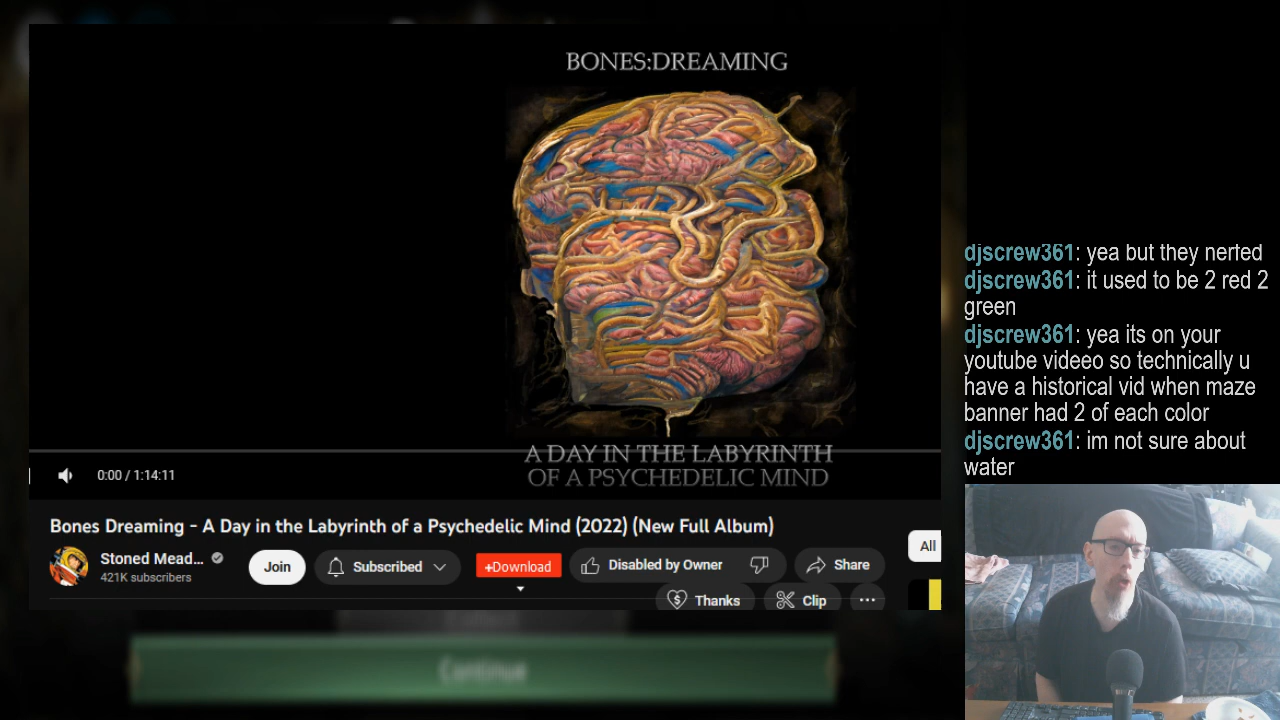 BONES:DREAMING
A DAY IN THE LABYRINTH
OF A PSYCHEDELIC MIND
0:00 / 1:14:11
Bones Dreaming - A Day in the Labyrinth of a Psychedelic Mind (2022) (New Full Album)
Stoned Mead...
421K subscribers
Join
Subscribed
+Download
Disabled by Owner
Share
Thanks
Clip
All
Continue
djscrew361: yea but they nerfed
djscrew361: it used to be 2 red 2
green
djscrew361: yea its on your
youtube videeo so technically u
have a historical vid when maze
banner had 2 of each color
djscrew361: im not sure about
water